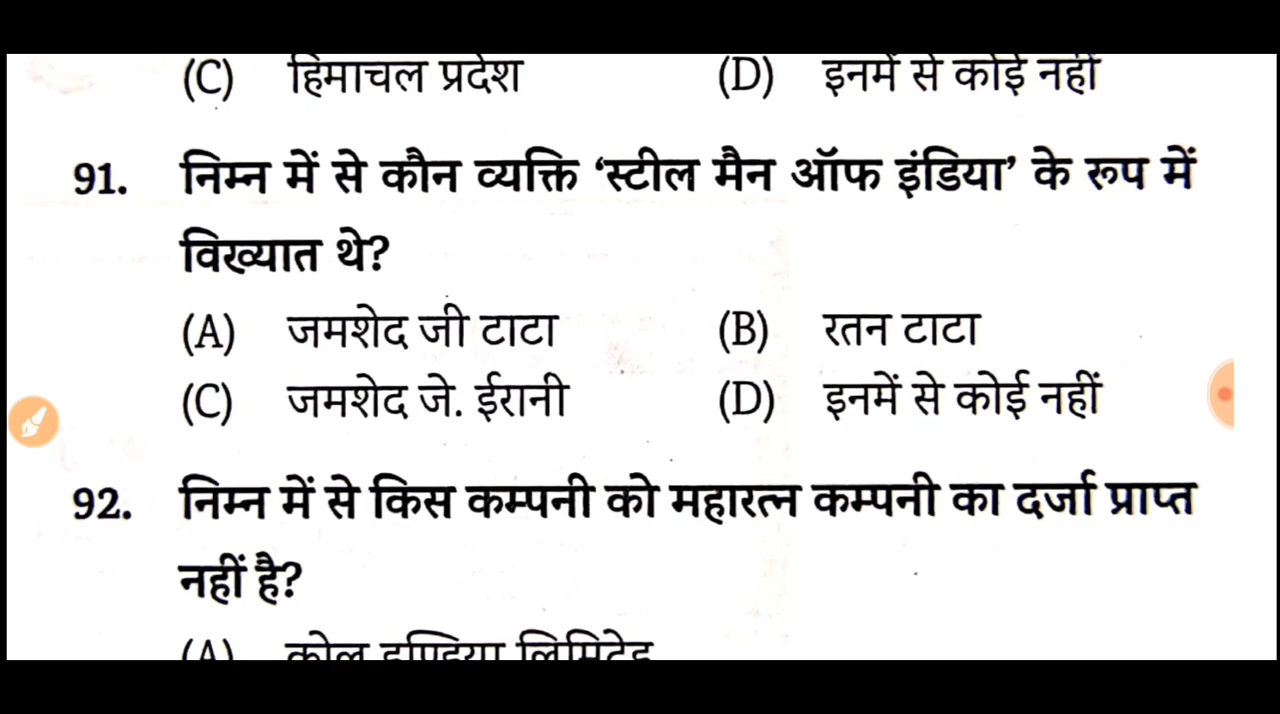 (C) हिमाचल प्रदेश (D) इनमें से कोई नहीं
91. निम्न में से कौन व्यक्ति ‘स्टील मैन ऑफ इंडिया’ के रूप में
विख्यात थे?
(A) जमशेद जी टाटा (B) रतन टाटा
(C) जमशेद जे. ईरानी (D) इनमें से कोई नहीं
92. निम्न में से किस कम्पनी को महारत्न कम्पनी का दर्जा प्राप्त
नहीं है?
(A) कोल इण्डिया लिमिटेड